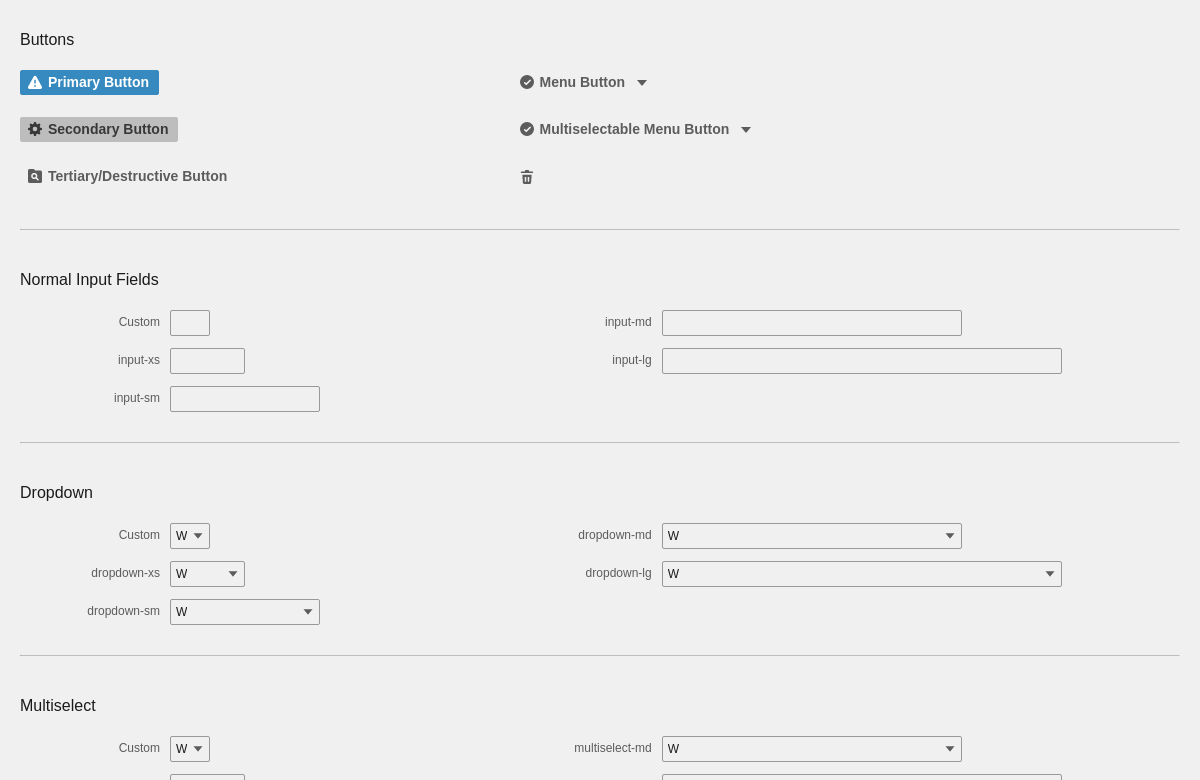 Buttons
Primary Button
Menu Button
Secondary Button
Multiselectable Menu Button
Tertiary/Destructive Button
Normal Input Fields
Custom
input-md
input-xs
input-lg
input-sm
Dropdown
Custom W
dropdown-md W
dropdown-xs W
dropdown-lg W
dropdown-sm W
Multiselect
Custom W
multiselect-md W